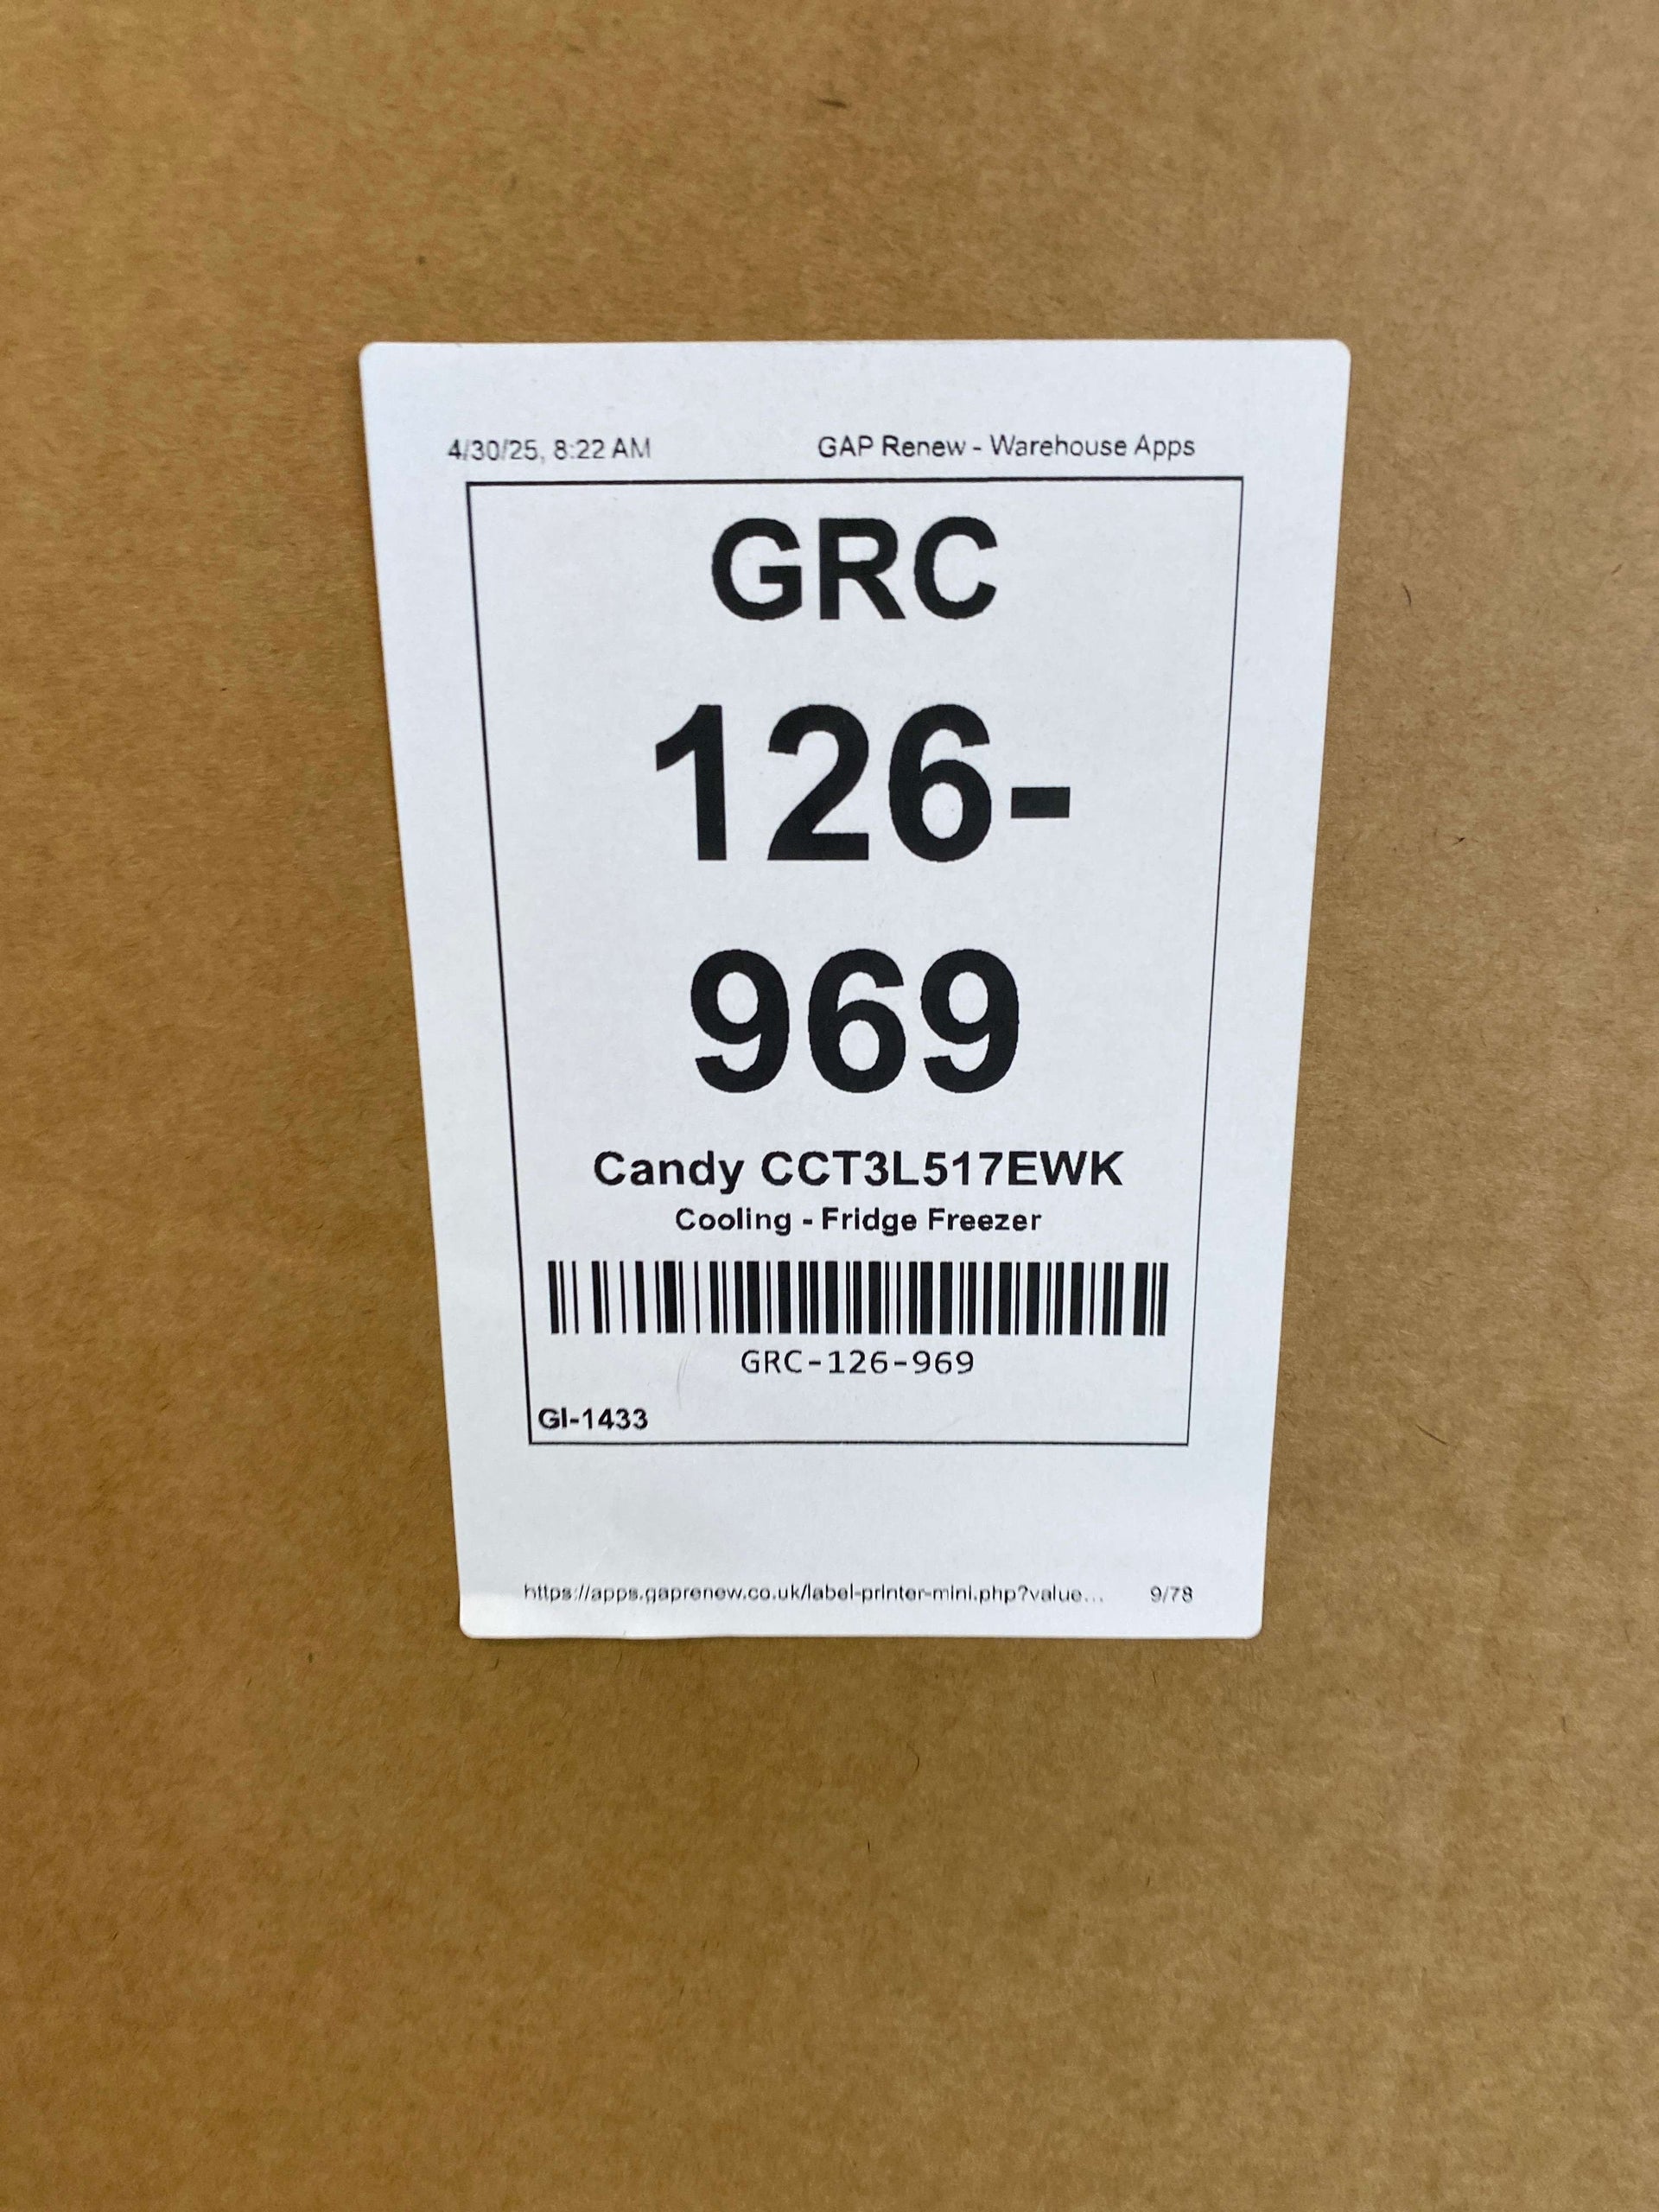 4/30/25, 8:22 AM GAP Renew - Warehouse Apps
GRC
126-
969
Candy CCT3L517EWK
Cooling - Fridge Freezer
GRC-126-969
GI-1433
https://apps.gaprenew.co.uk/label-printer-mini.php?value... 9/78